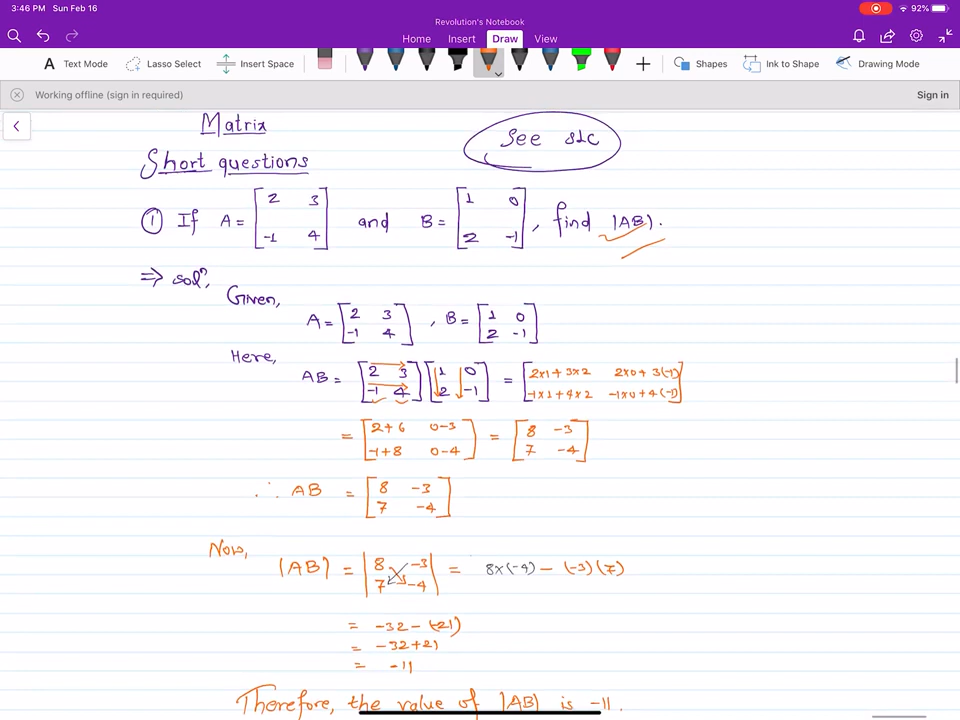 3:46 PM Sun Feb 16 92%
Revolution's Notebook
Home Insert Draw View
A Text Mode Lasso Select Insert Space Shapes Ink to Shape Drawing Mode
Working offline (sign in required) Sign in
Matrix
See
Short questions
① If A = [2 3; -1 4] and B = [1 0; 2 -1], find |AB|.
⇒ solⁿ,
Given,
A = [2 3; -1 4], B = [1 0; 2 -1]
Here,
AB = [2 3; -1 4] [1 0; 2 -1] = [2×1+3×2 2×0+3(-1); -1×1+4×2 -1×0+4(-1)]
= [2+6 0-3; -1+8 0-4] = [8 -3; 7 -4]
∴ AB = [8 -3; 7 -4]
Now,
|AB| = |8 -3; 7 -4| = 8×(-4) - (-3)(7)
= -32 - (-21)
= -32+21
= -11
Therefore, the value of |AB| is -11.